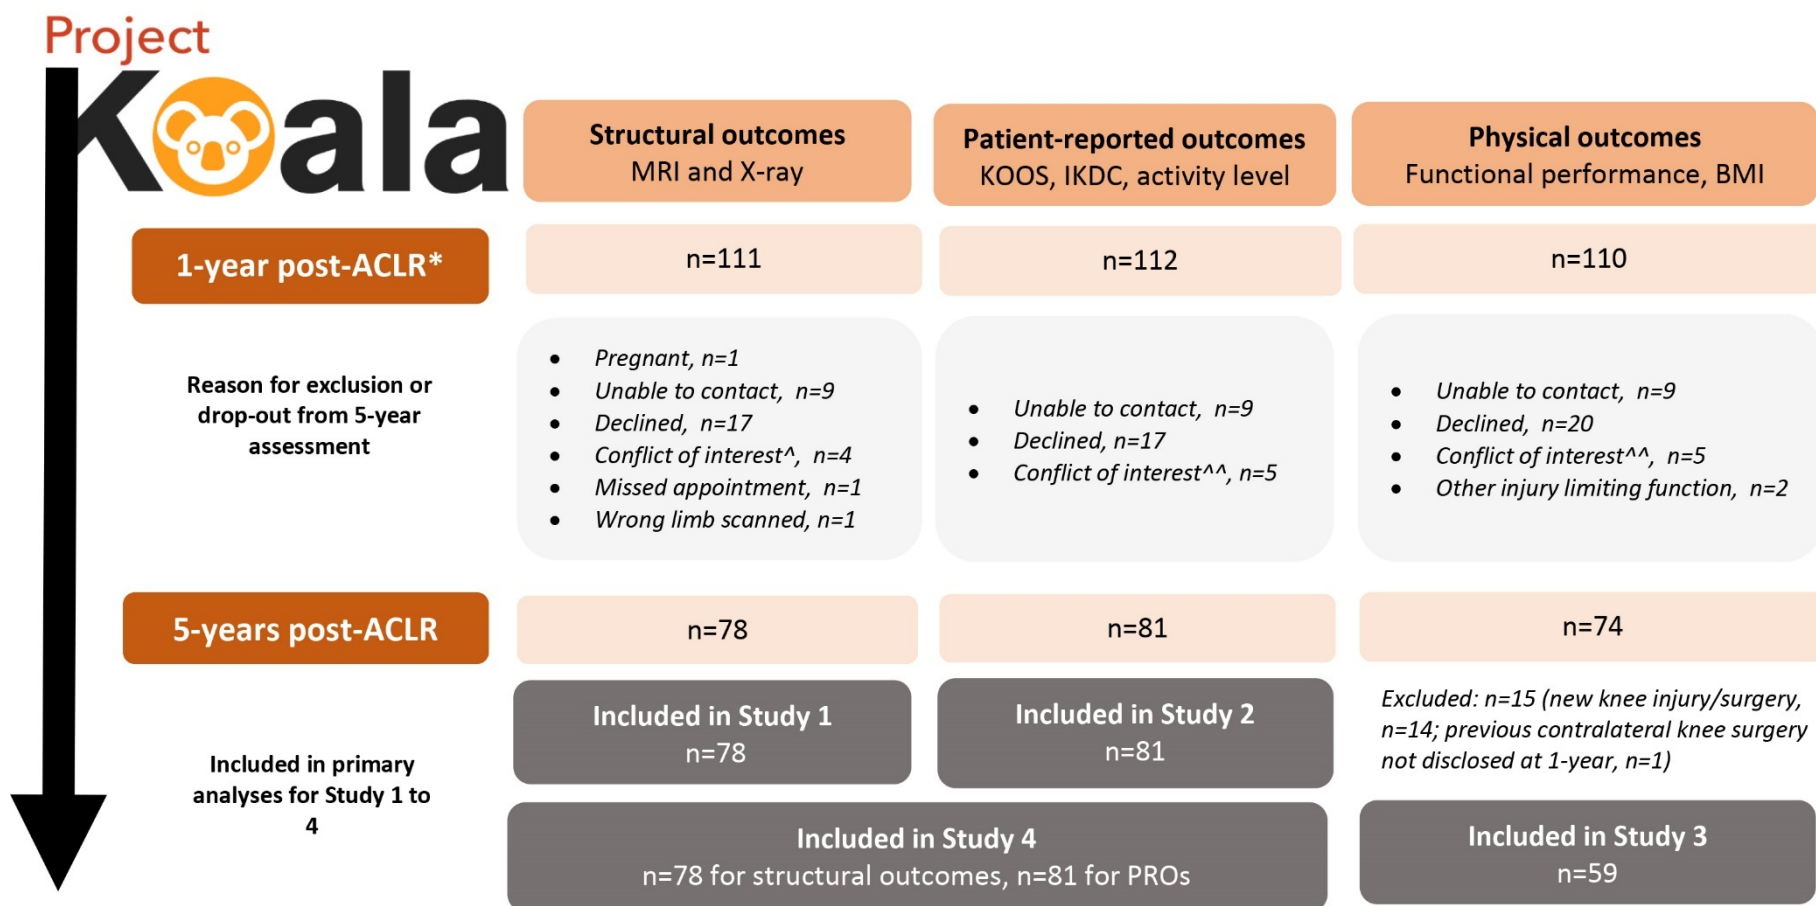 Project
Koala
Structural outcomes
MRI and X-ray
Patient-reported outcomes
KOOS, IKDC, activity level
Physical outcomes
Functional performance, BMI
1-year post-ACLR*
n=111
n=112
n=110
Reason for exclusion or
drop-out from 5-year
assessment
• Pregnant, n=1
• Unable to contact, n=9
• Declined, n=17
• Conflict of interest^, n=4
• Missed appointment, n=1
• Wrong limb scanned, n=1
• Unable to contact, n=9
• Declined, n=17
• Conflict of interest^^, n=5
• Unable to contact, n=9
• Declined, n=20
• Conflict of interest^^, n=5
• Other injury limiting function, n=2
5-years post-ACLR
n=78
n=81
n=74
Included in primary
analyses for Study 1 to
4
Included in Study 1
n=78
Included in Study 2
n=81
Excluded: n=15 (new knee injury/surgery,
n=14; previous contralateral knee surgery
not disclosed at 1-year, n=1)
Included in Study 4
n=78 for structural outcomes, n=81 for PROs
Included in Study 3
n=59